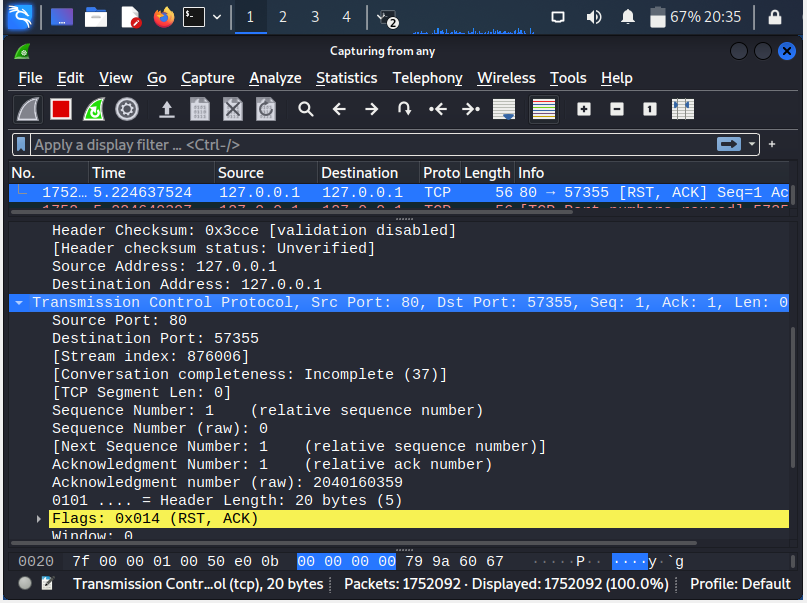 1 2 3 4 2 67% 20:35
Capturing from any
File Edit View Go Capture Analyze Statistics Telephony Wireless Tools Help
Apply a display filter … <Ctrl-/>
No. Time Source Destination Proto Length Info
1752… 5.224637524 127.0.0.1 127.0.0.1 TCP 56 80 → 57355 [RST, ACK] Seq=1 Ac
Header Checksum: 0x3cce [validation disabled]
[Header checksum status: Unverified]
Source Address: 127.0.0.1
Destination Address: 127.0.0.1
Transmission Control Protocol, Src Port: 80, Dst Port: 57355, Seq: 1, Ack: 1, Len: 0
Source Port: 80
Destination Port: 57355
[Stream index: 876006]
[Conversation completeness: Incomplete (37)]
[TCP Segment Len: 0]
Sequence Number: 1    (relative sequence number)
Sequence Number (raw): 0
[Next Sequence Number: 1    (relative sequence number)]
Acknowledgment Number: 1    (relative ack number)
Acknowledgment number (raw): 2040160359
0101 .... = Header Length: 20 bytes (5)
Flags: 0x014 (RST, ACK)
Window: 0
0020 7f 00 00 01 00 50 e0 0b 00 00 00 00 79 9a 60 67 ·····P·· ····y·`g
Transmission Contr…ol (tcp), 20 bytes Packets: 1752092 · Displayed: 1752092 (100.0%) Profile: Default